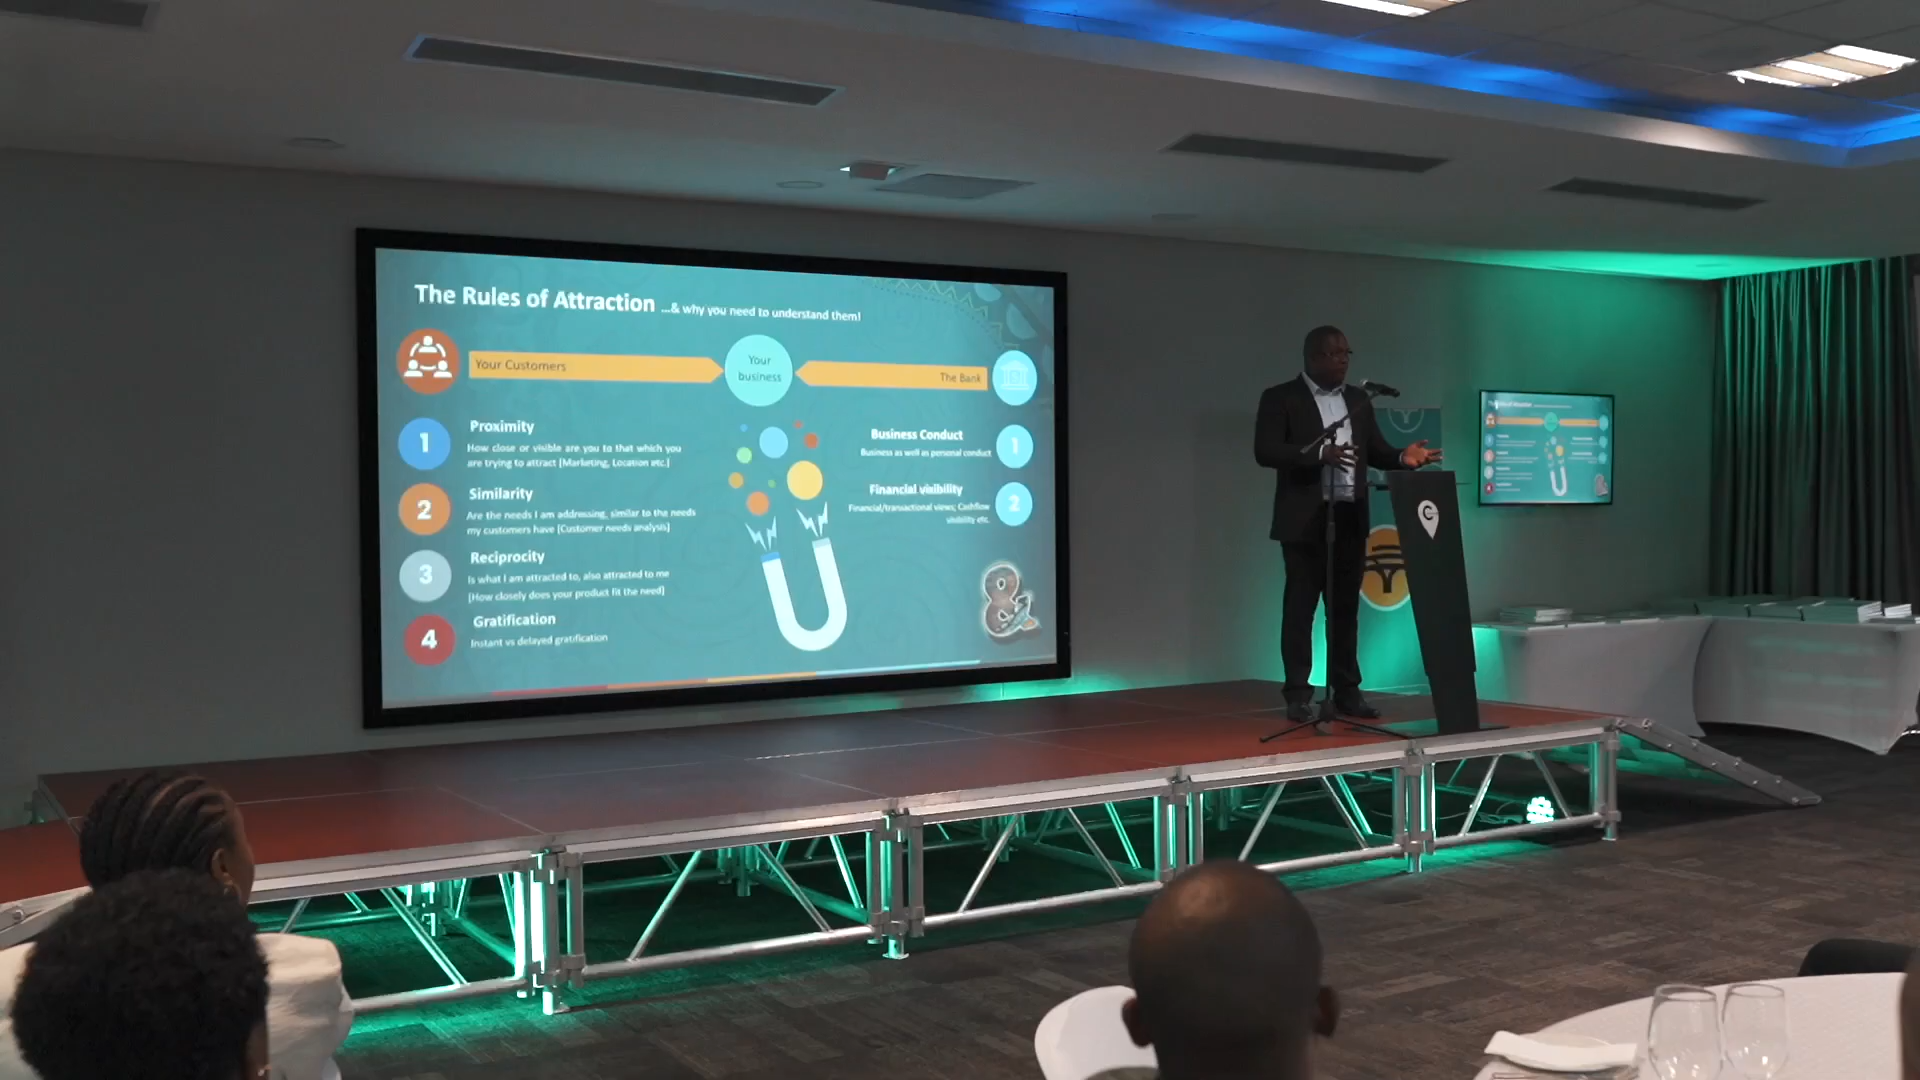 The Rules of Attraction ...& why you need to understand them!
Your Customers
Your
business
The Bank
1
Proximity
How close or visible are you to that which you
are trying to attract [Marketing, Location etc.]
2
Similarity
Are the needs I am addressing, similar to the needs
my customers have [Customer needs analysis]
3
Reciprocity
Is what I am attracted to, also attracted to me
[How closely does your product fit the need]
4
Gratification
Instant vs delayed gratification
Business Conduct
1
Business as well as personal conduct
Financial visibility
2
Financial/transactional views; Cashflow
visibility etc.
&
C